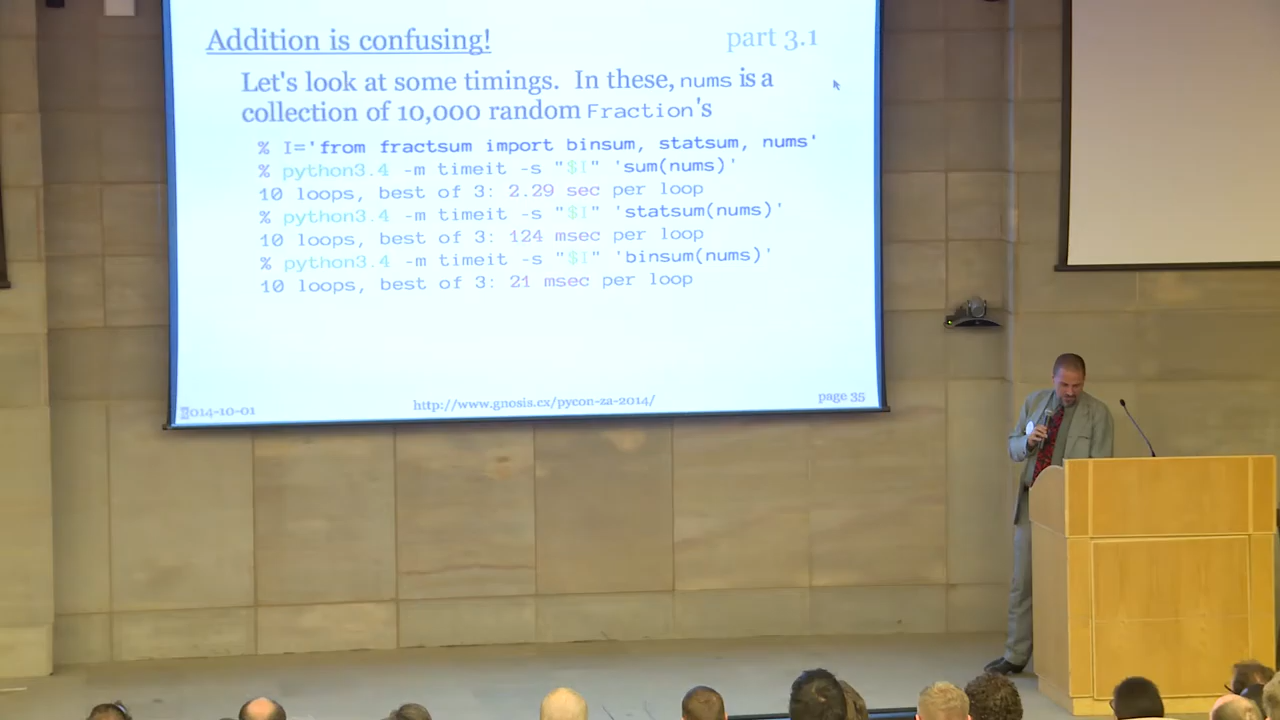 Addition is confusing!
part 3.1
Let's look at some timings. In these, nums is a
collection of 10,000 random Fraction's
% I='from fractsum import binsum, statsum, nums'
% python3.4 -m timeit -s "$I" 'sum(nums)'
10 loops, best of 3: 2.29 sec per loop
% python3.4 -m timeit -s "$I" 'statsum(nums)'
10 loops, best of 3: 124 msec per loop
% python3.4 -m timeit -s "$I" 'binsum(nums)'
10 loops, best of 3: 21 msec per loop
2014-10-01
http://www.gnosis.cx/pycon-za-2014/
page 35